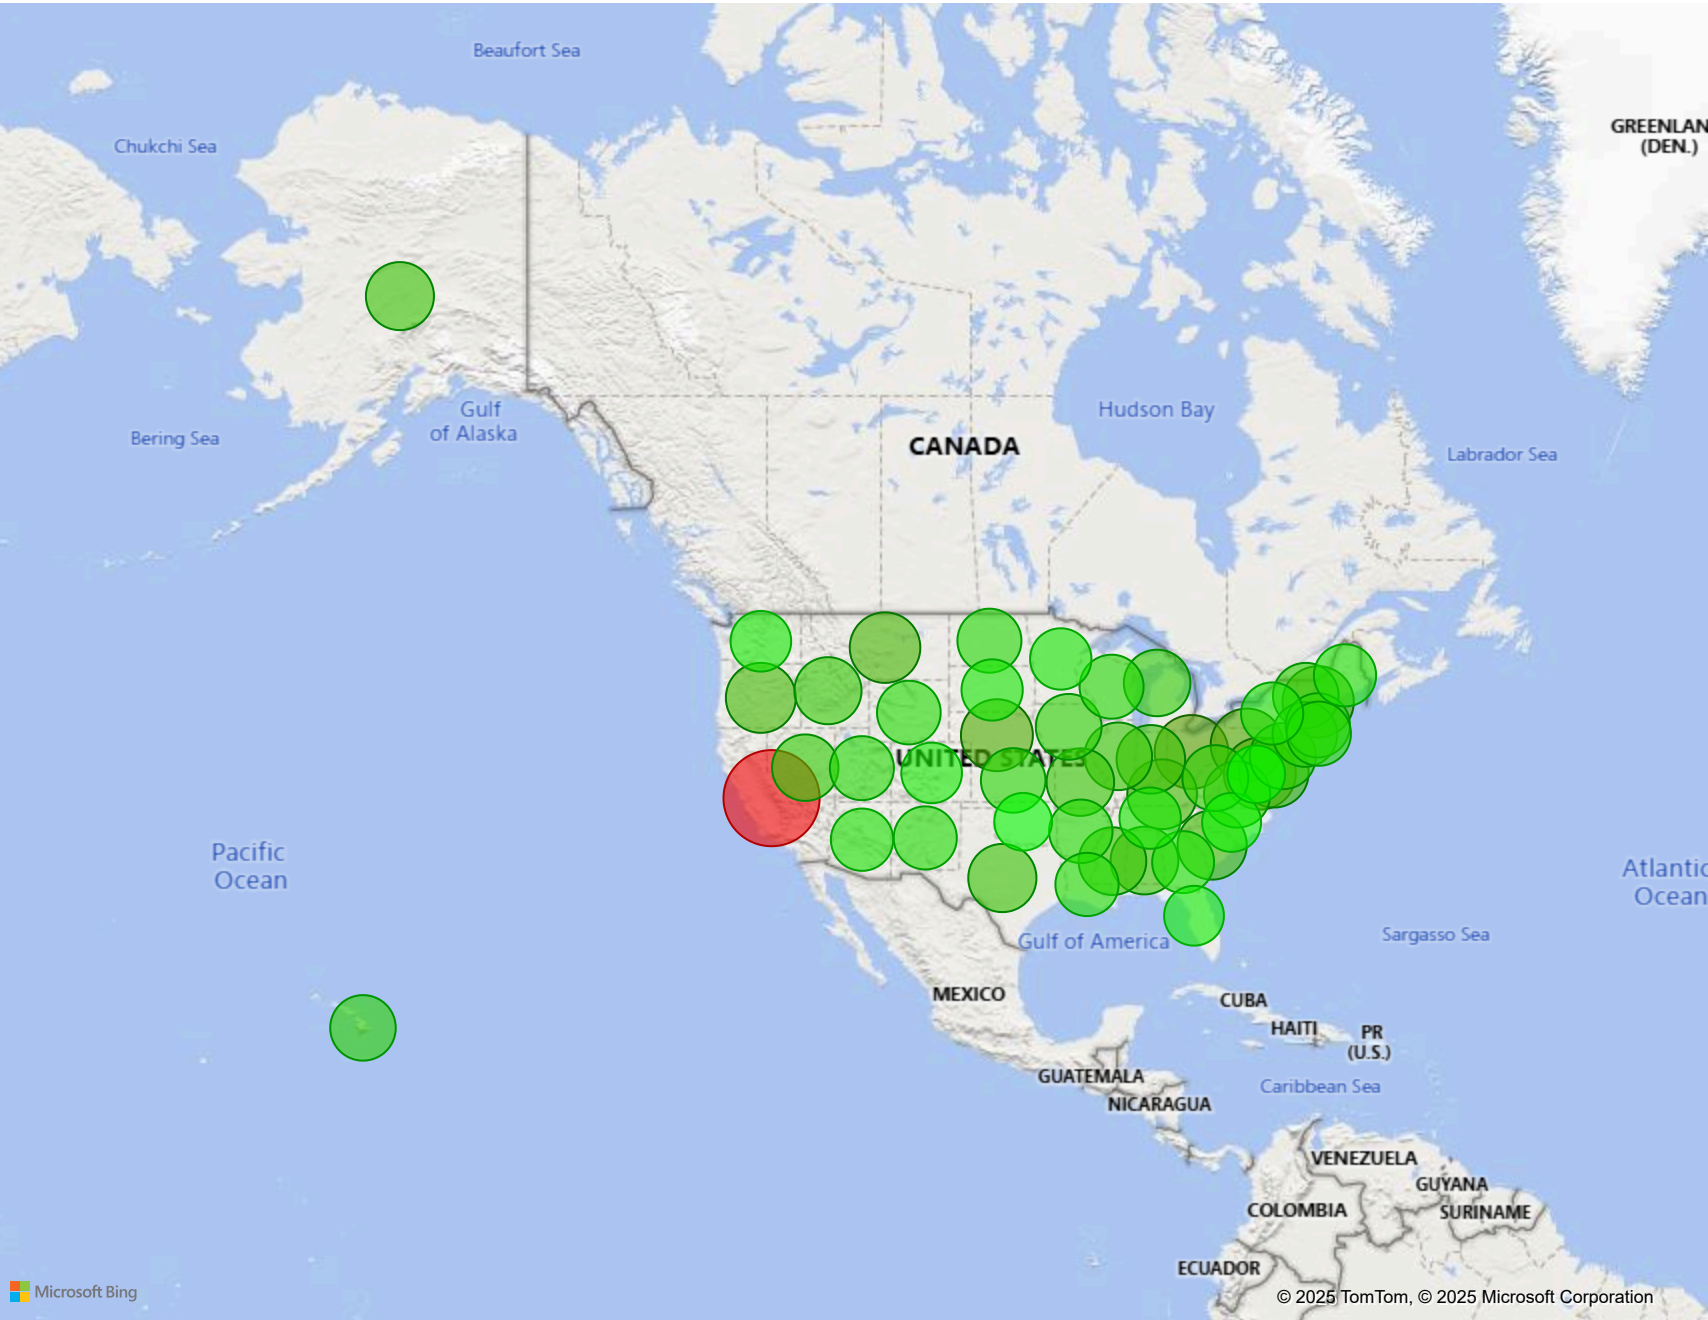 Beaufort Sea
Chukchi Sea
GREENLAN
(DEN.)
Gulf
of Alaska
Bering Sea
Hudson Bay
CANADA
Labrador Sea
UNITED STATES
Pacific
Ocean
Atlantic
Ocean
Gulf of America
Sargasso Sea
MEXICO
CUBA
HAITI
PR
(U.S.)
GUATEMALA
Caribbean Sea
NICARAGUA
VENEZUELA
GUYANA
COLOMBIA
SURINAME
ECUADOR
Microsoft Bing
© 2025 TomTom, © 2025 Microsoft Corporation